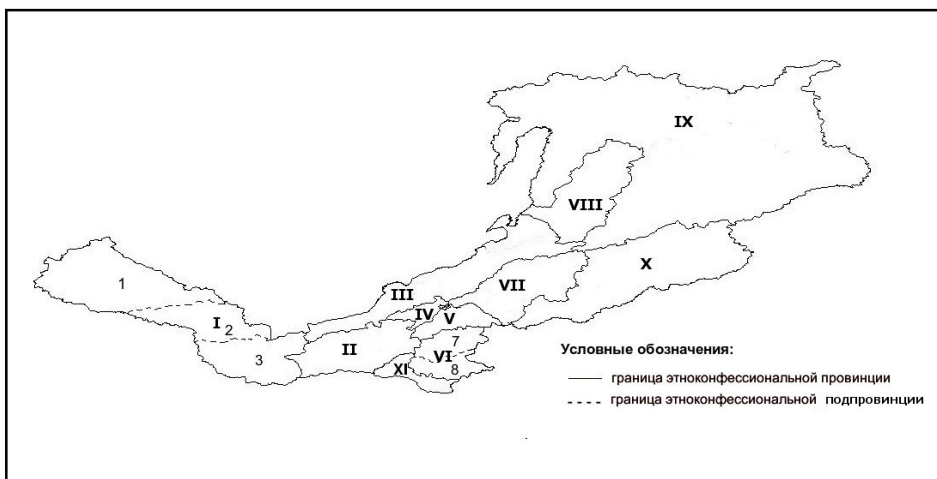 IX
VIII
X
1
VII
III
I
2
IV
V
7
3
II
VI
XI
8
Условные обозначения:
граница этноконфессиональной провинции
граница этноконфессиональной подпровинции